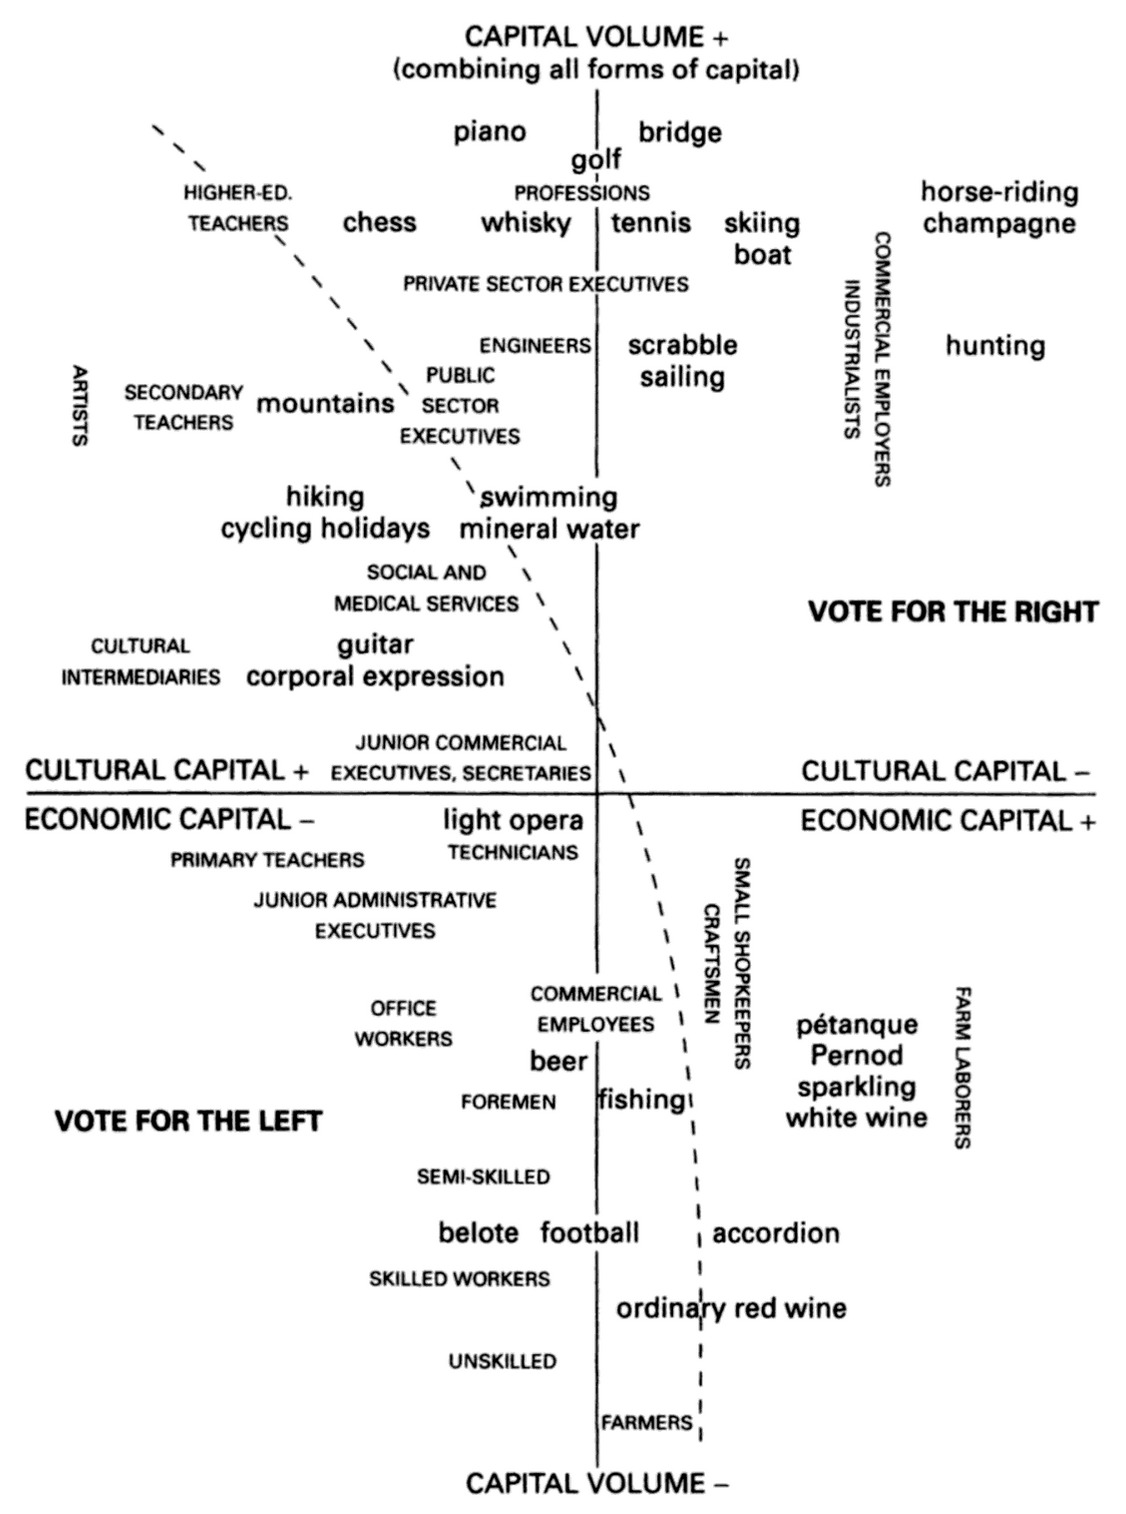 CAPITAL VOLUME +
(combining all forms of capital)
piano
bridge
golf
HIGHER-ED.
TEACHERS
PROFESSIONS
horse-riding
champagne
chess
whisky
tennis
skiing
boat
PRIVATE SECTOR EXECUTIVES
COMMERCIAL EMPLOYERS
INDUSTRIALISTS
ENGINEERS
scrabble
sailing
hunting
ARTISTS
SECONDARY
TEACHERS
mountains
PUBLIC
SECTOR
EXECUTIVES
hiking
cycling holidays
swimming
mineral water
SOCIAL AND
MEDICAL SERVICES
VOTE FOR THE RIGHT
CULTURAL
INTERMEDIARIES
guitar
corporal expression
JUNIOR COMMERCIAL
EXECUTIVES, SECRETARIES
CULTURAL CAPITAL +
CULTURAL CAPITAL –
ECONOMIC CAPITAL –
ECONOMIC CAPITAL +
light opera
TECHNICIANS
PRIMARY TEACHERS
JUNIOR ADMINISTRATIVE
EXECUTIVES
SMALL SHOPKEEPERS
CRAFTSMEN
OFFICE
WORKERS
COMMERCIAL
EMPLOYEES
beer
pétanque
Pernod
sparkling
white wine
FARM LABORERS
VOTE FOR THE LEFT
FOREMEN
fishing
SEMI-SKILLED
belote
football
accordion
SKILLED WORKERS
ordinary red wine
UNSKILLED
FARMERS
CAPITAL VOLUME –